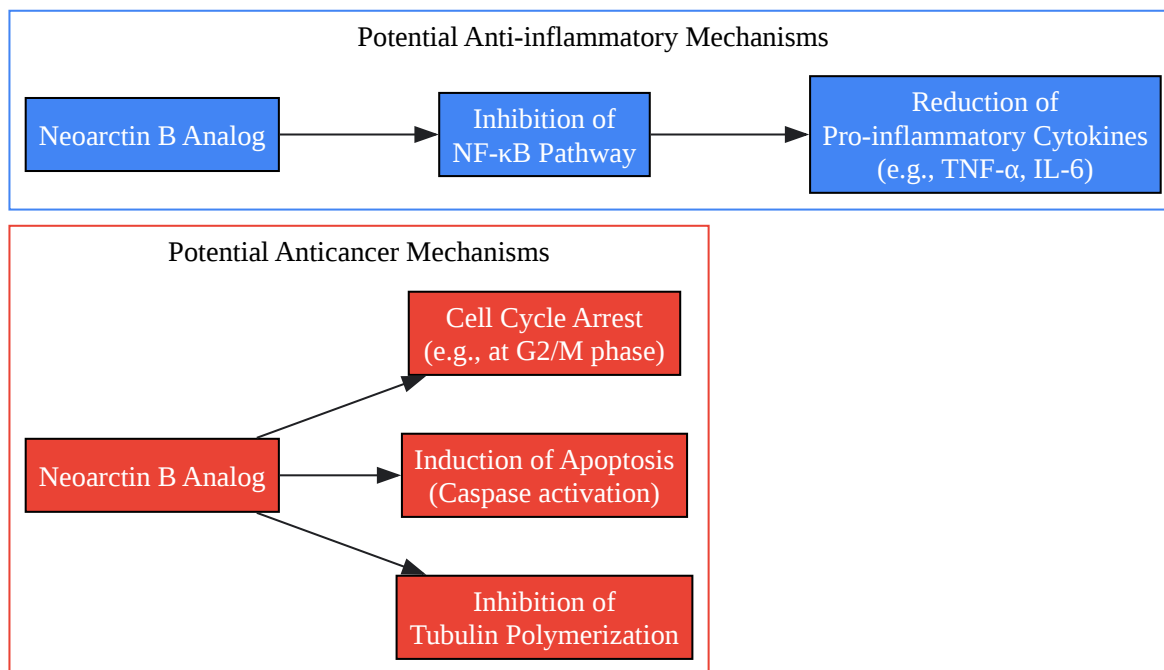 Potential Anti-inflammatory Mechanisms
Neoarctin B Analog
Inhibition of
NF-κB Pathway
Reduction of
Pro-inflammatory Cytokines
(e.g., TNF-α, IL-6)
Potential Anticancer Mechanisms
Neoarctin B Analog
Cell Cycle Arrest
(e.g., at G2/M phase)
Induction of Apoptosis
(Caspase activation)
Inhibition of
Tubulin Polymerization